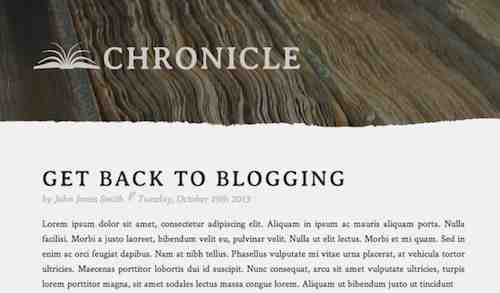 CHRONICLE
GET BACK TO BLOGGING
by John Jones Smith Tuesday, October 19th 2013
Lorem ipsum dolor sit amet, consectetur adipiscing elit. Aliquam in ipsum ac mauris aliquam porta. Nulla
facilisi. Morbi a justo laoreet, bibendum velit eu, pulvinar velit. Nulla ut elit lectus. Morbi et mi quam. Sed in
enim ac orci feugiat dapibus. Nam at nibh tellus. Phasellus vulputate mi vitae urna placerat, at vehicula tortor
ultricies. Maecenas porttitor lobortis dui id suscipit. Nunc consequat, arcu sit amet vulputate ultricies, turpis
lorem porttitor magna, sit amet sodales lectus massa congue lorem. Aliquam ut bibendum justo, ut tincidunt